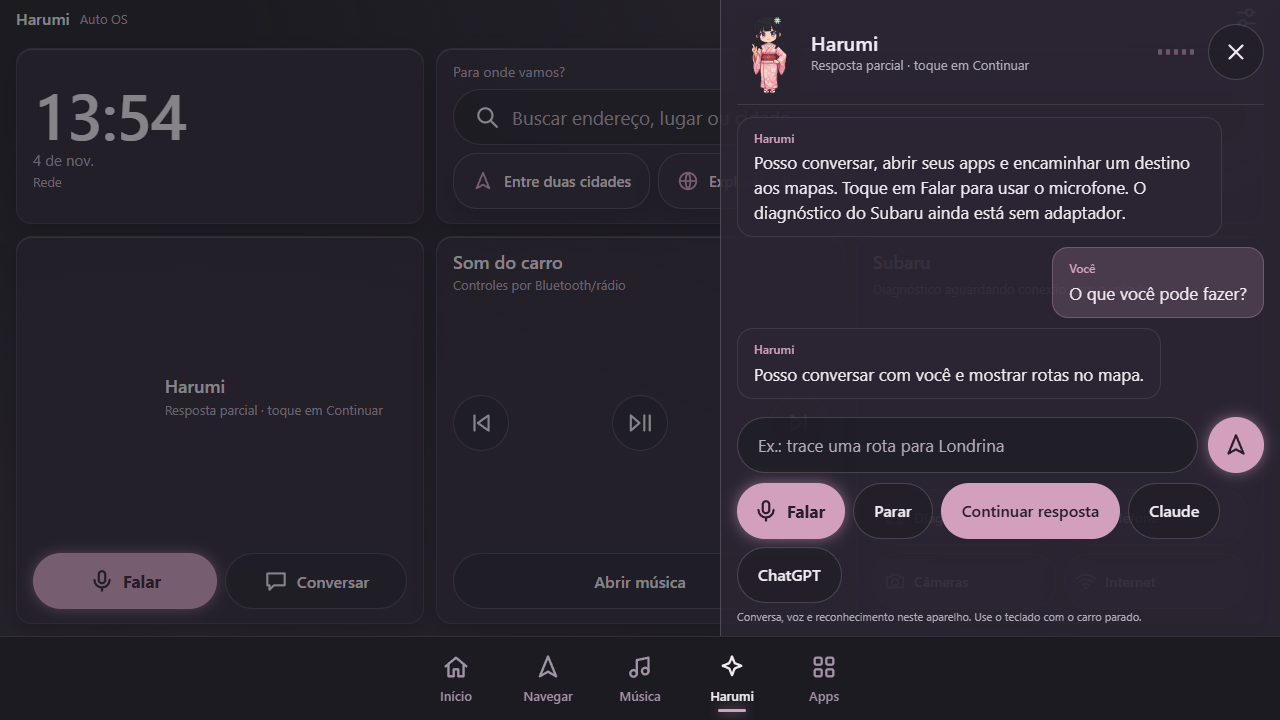 Harumi Auto OS
13:54
4 de nov.
Rede
Para onde vamos?
Buscar endereço, lugar ou cidade
Entre duas cidades
Harumi
Resposta parcial · toque em Continuar
Falar
Conversar
Som do carro
Controles por Bluetooth/rádio
Abrir música
Subaru
Câmeras
Internet
Harumi
Resposta parcial · toque em Continuar
Harumi
Posso conversar, abrir seus apps e encaminhar um destino
aos mapas. Toque em Falar para usar o microfone. O
diagnóstico do Subaru ainda está sem adaptador.
Você
O que você pode fazer?
Harumi
Posso conversar com você e mostrar rotas no mapa.
Ex.: trace uma rota para Londrina
Falar
Parar
Continuar resposta
Claude
ChatGPT
Conversa, voz e reconhecimento neste aparelho. Use o teclado com o carro parado.
Início
Navegar
Música
Harumi
Apps